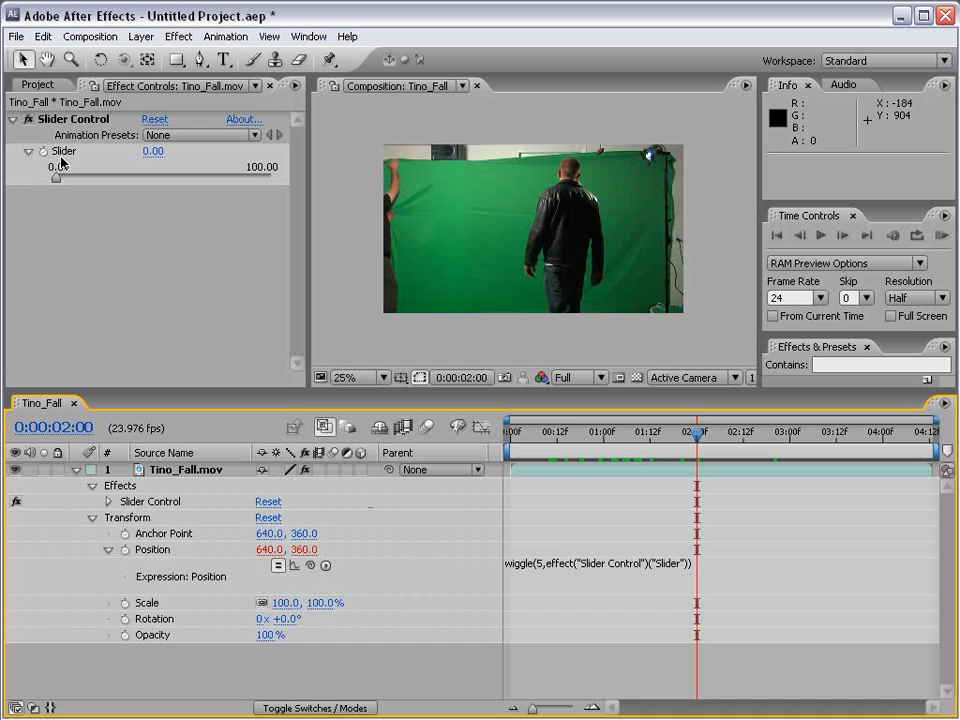 Adobe After Effects - Untitled Project.aep *
File Edit Composition Layer Effect Animation View Window Help
Workspace: Standard
Project Effect Controls: Tino_Fall.mov
Tino_Fall * Tino_Fall.mov
Slider Control Reset About...
Animation Presets: None
Slider 0.00
100.00
Composition: Tino_Fall
25% 0:00:02:00 Full Active Camera 1
Info Audio
R : X : -184
G : Y : 904
B :
A : 0
Time Controls
RAM Preview Options
Frame Rate Skip Resolution
24 0 Half
From Current Time Full Screen
Effects & Presets
Contains:
Tino_Fall
0:00:02:00 (23.976 fps)
:00f 00:12f 01:00f 01:12f 02:00f 02:12f 03:00f 03:12f 04:00f 04:12f
# Source Name Parent
1 Tino_Fall.mov None
Effects
Slider Control Reset
Transform Reset
Anchor Point 640.0, 360.0
Position 640.0, 360.0
wiggle(5,effect("Slider Control")("Slider"))
Expression: Position
Scale 100.0, 100.0%
Rotation 0 x +0.0°
Opacity 100%
Toggle Switches / Modes